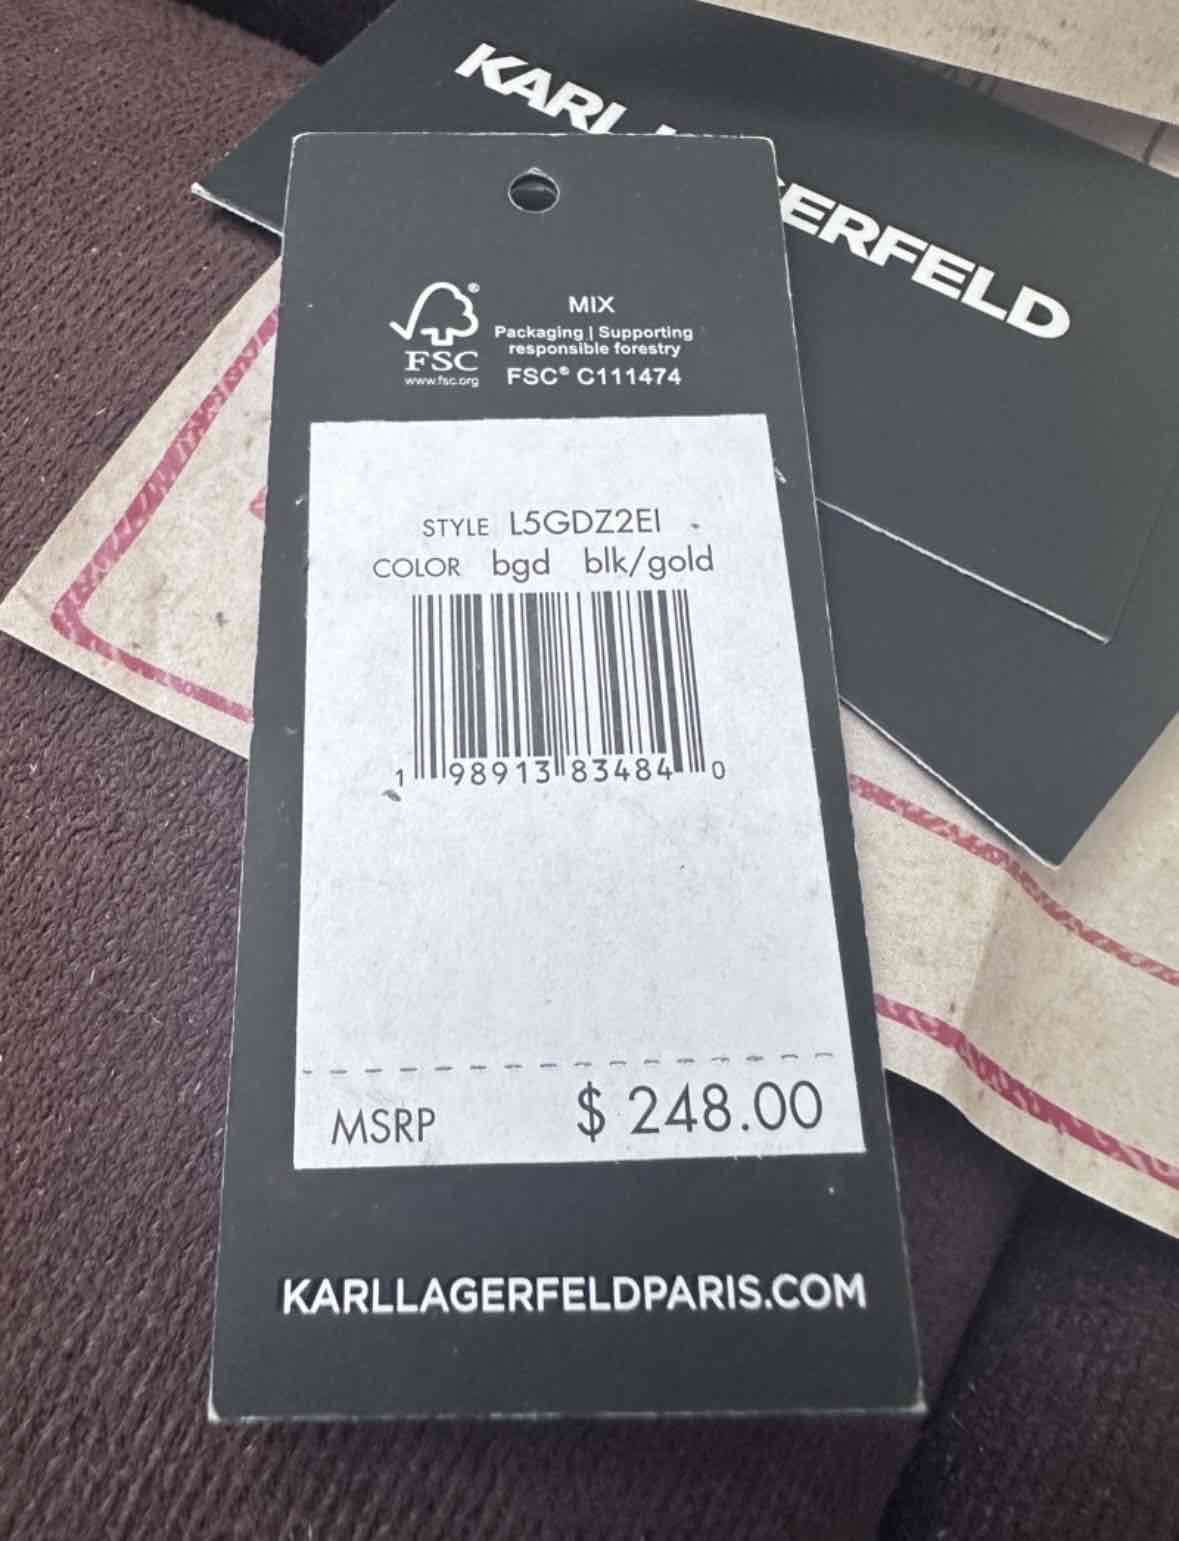 KARL LAGERFELD
MIX
Packaging | Supporting
responsible forestry
FSC® C111474
FSC
www.fsc.org
STYLE L5GDZ2EI
COLOR bgd blk/gold
1 98913 83484 0
MSRP $ 248.00
KARLLAGERFELDPARIS.COM